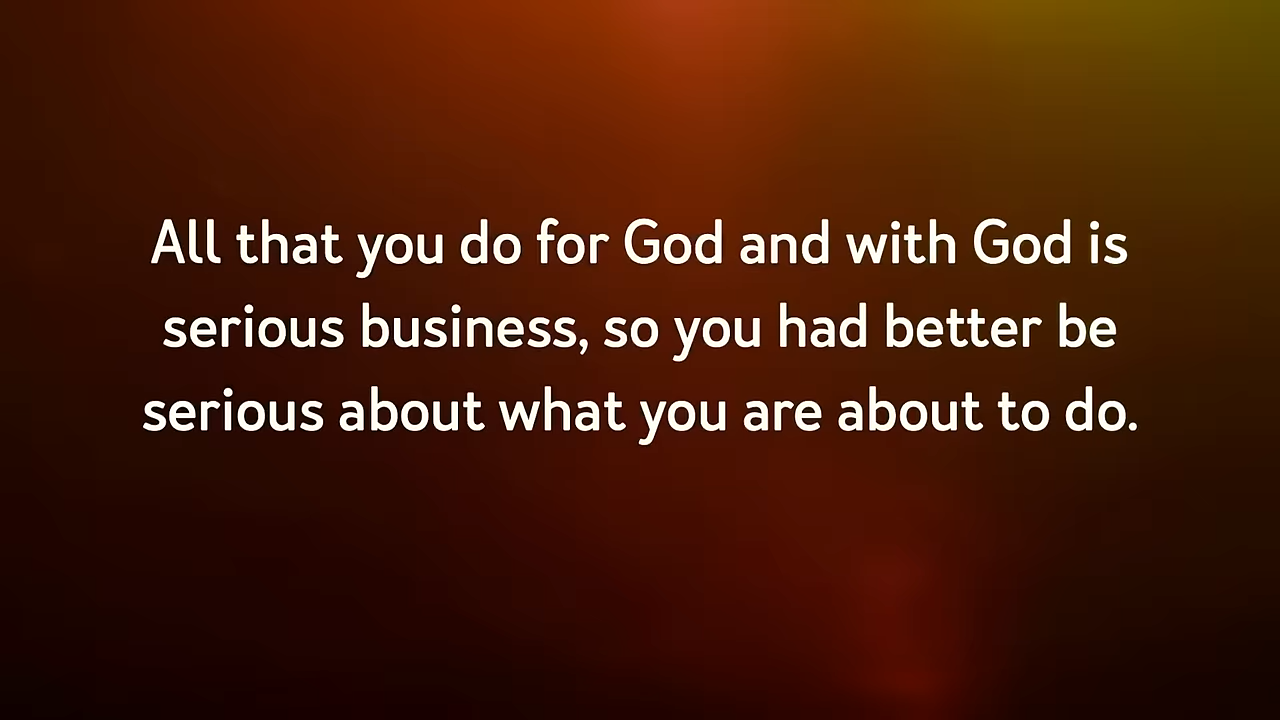 All that you do for God and with God is
serious business, so you had better be
serious about what you are about to do.